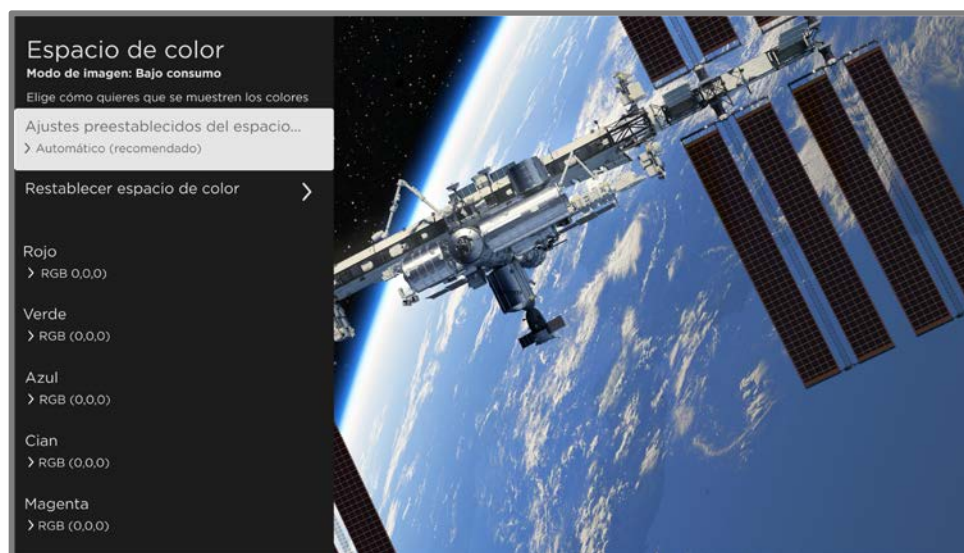 Espacio de color
Modo de imagen: Bajo consumo
Elige cómo quieres que se muestren los colores
Ajustes preestablecidos del espacio...
Automático (recomendado)
Restablecer espacio de color
Rojo
RGB 0,0,0)
Verde
RGB (0,0,0)
Azul
RGB (0,0,0)
Cian
RGB (0,0,0)
Magenta
RGB (0,0,0)